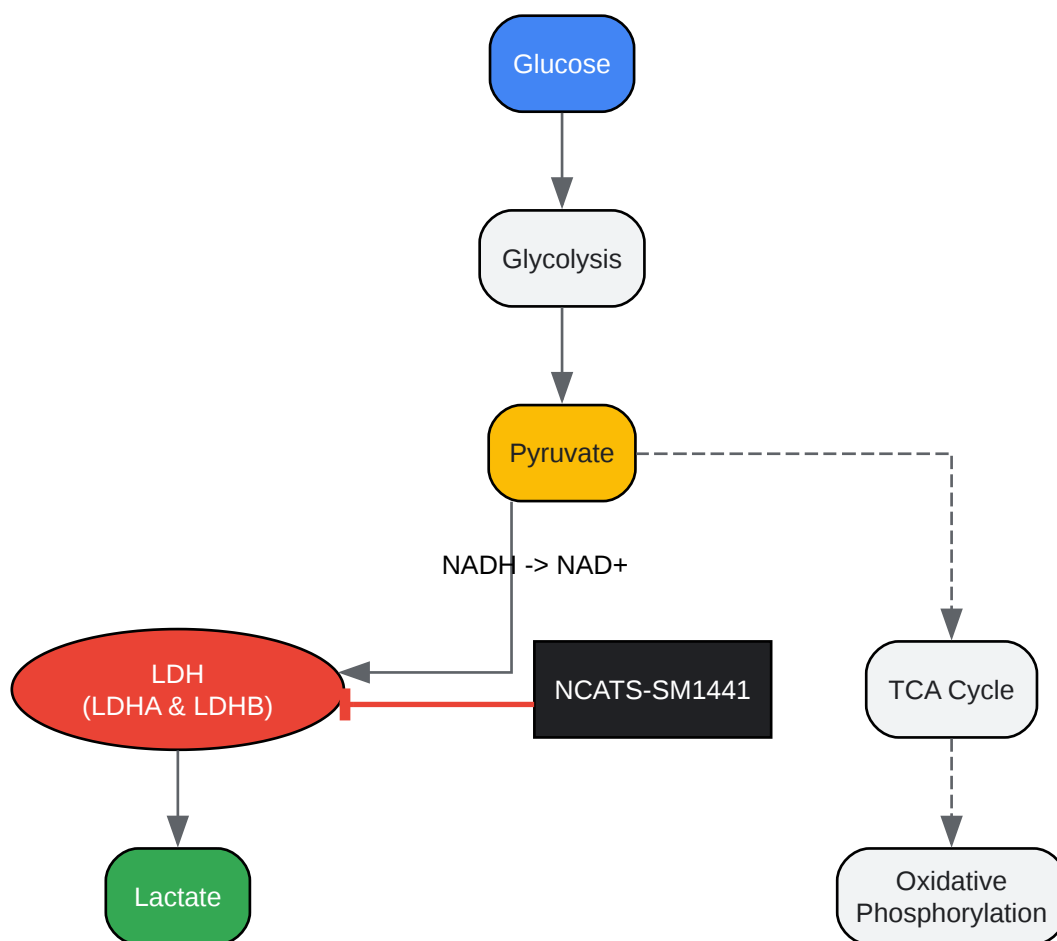 Glucose
Glycolysis
Pyruvate
NADH -> NAD+
LDH
(LDHA & LDHB)
NCATS-SM1441
TCA Cycle
Lactate
Oxidative
Phosphorylation